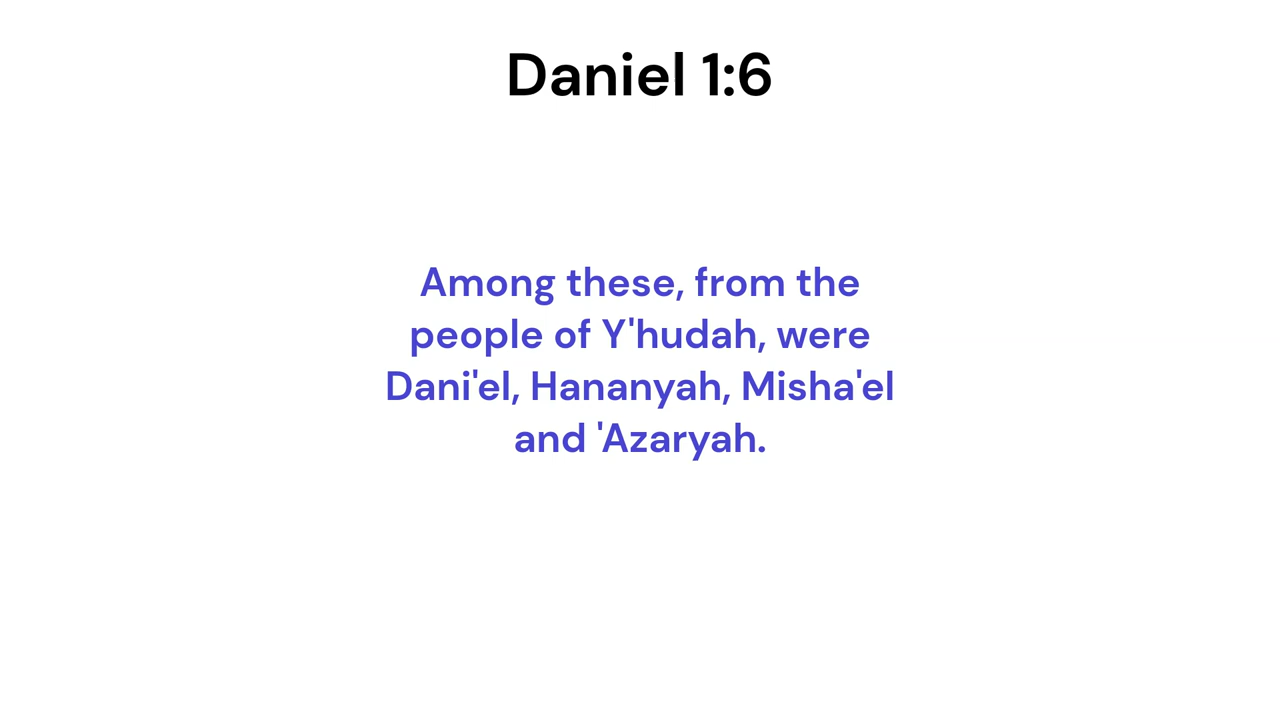 Daniel 1:6
Among these, from the
people of Y'hudah, were
Dani'el, Hananyah, Misha'el
and 'Azaryah.